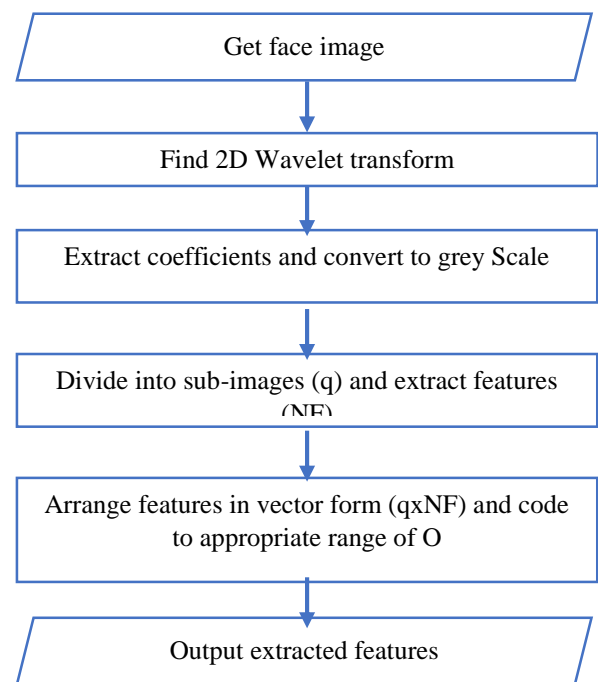 Get face image
Find 2D Wavelet transform
Extract coefficients and convert to grey Scale
Divide into sub-images (q) and extract features
(NF)
Arrange features in vector form (qxNF) and code
to appropriate range of O
Output extracted features